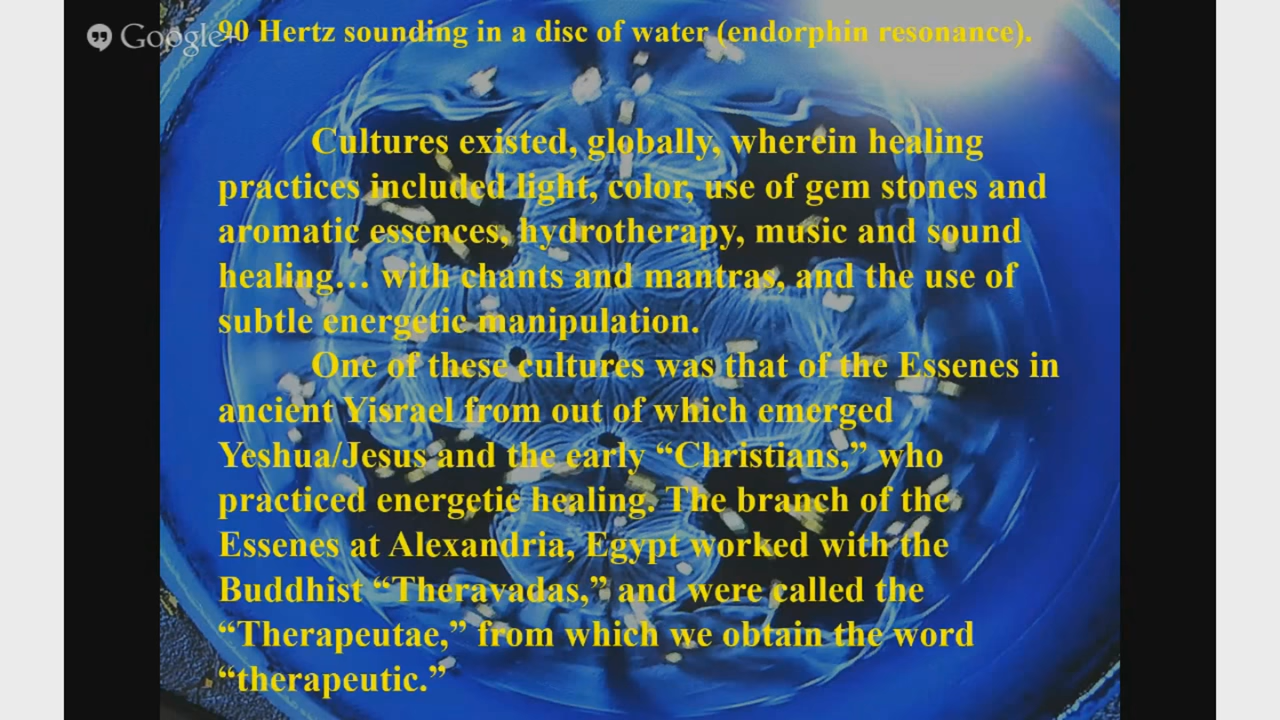 90 Hertz sounding in a disc of water (endorphin resonance).
Google+
Cultures existed, globally, wherein healing
practices included light, color, use of gem stones and
aromatic essences, hydrotherapy, music and sound
healing… with chants and mantras, and the use of
subtle energetic manipulation.
One of these cultures was that of the Essenes in
ancient Yisrael from out of which emerged
Yeshua/Jesus and the early “Christians,” who
practiced energetic healing. The branch of the
Essenes at Alexandria, Egypt worked with the
Buddhist “Theravadas,” and were called the
“Therapeutae,” from which we obtain the word
“therapeutic.”